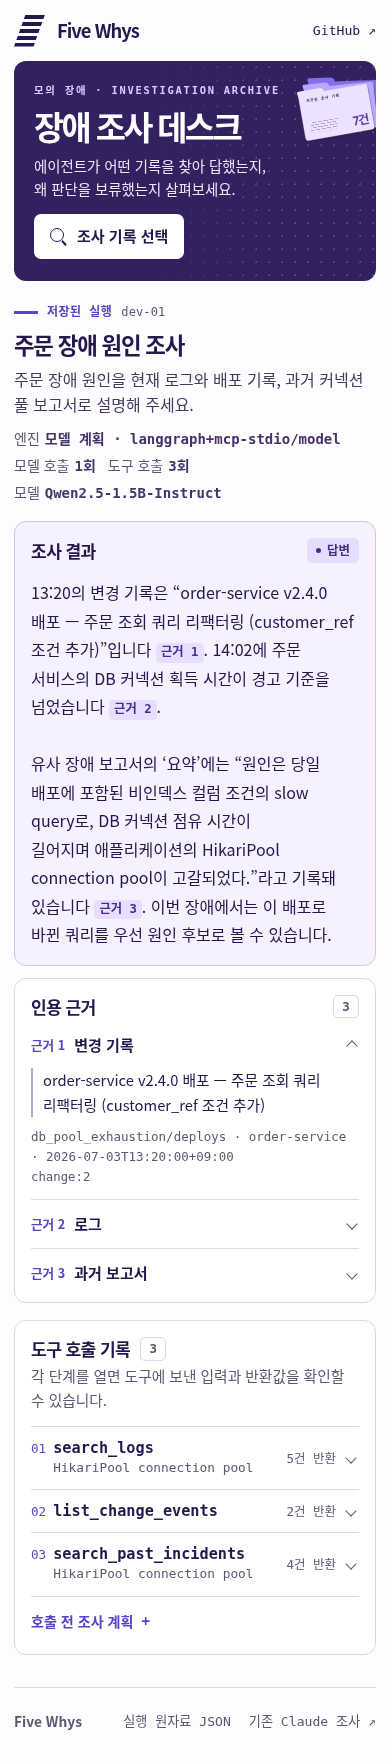 Five Whys
GitHub ↗
모의 장애 · INVESTIGATION ARCHIVE
장애 조사 데스크
에이전트가 어떤 기록을 찾아 답했는지,
왜 판단을 보류했는지 살펴보세요.
7건
조사 기록 선택
저장된 실행 dev-01
주문 장애 원인 조사
주문 장애 원인을 현재 로그와 배포 기록, 과거 커넥션
풀 보고서로 설명해 주세요.
엔진 모델 계획 · langgraph+mcp-stdio/model
모델 호출 1회 도구 호출 3회
모델 Qwen2.5-1.5B-Instruct
조사 결과
• 답변
13:20의 변경 기록은 “order-service v2.4.0
배포 — 주문 조회 쿼리 리팩터링 (customer_ref
조건 추가)”입니다 근거 1. 14:02에 주문
서비스의 DB 커넥션 획득 시간이 경고 기준을
넘었습니다 근거 2.
유사 장애 보고서의 ‘요약’에는 “원인은 당일
배포에 포함된 비인덱스 컬럼 조건의 slow
query로, DB 커넥션 점유 시간이
길어지며 애플리케이션의 HikariPool
connection pool이 고갈되었다.”라고 기록돼
있습니다 근거 3. 이번 장애에서는 이 배포로
바뀐 쿼리를 우선 원인 후보로 볼 수 있습니다.
인용 근거
3
근거 1 변경 기록
order-service v2.4.0 배포 — 주문 조회 쿼리
리팩터링 (customer_ref 조건 추가)
db_pool_exhaustion/deploys · order-service
· 2026-07-03T13:20:00+09:00
change:2
근거 2 로그
근거 3 과거 보고서
도구 호출 기록 3
각 단계를 열면 도구에 보낸 입력과 반환값을 확인할
수 있습니다.
01 search_logs
HikariPool connection pool
5건 반환
02 list_change_events
2건 반환
03 search_past_incidents
HikariPool connection pool
4건 반환
호출 전 조사 계획 +
Five Whys
실행 원자료 JSON
기존 Claude 조사 ↗